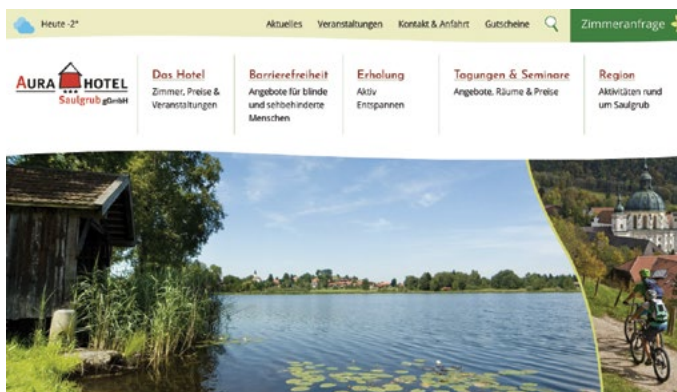 Heute -2°
Aktuelles Veranstaltungen Kontakt & Anfahrt Gutscheine
Zimmeranfrage
AURA HOTEL
Saulgrub gGmbH
Das Hotel
Zimmer, Preise &
Veranstaltungen
Barrierefreiheit
Angebote für blinde
und sehbehinderte
Menschen
Erholung
Aktiv
Entspannen
Tagungen & Seminare
Angebote, Räume & Preise
Region
Aktivitäten rund
um Saulgrub